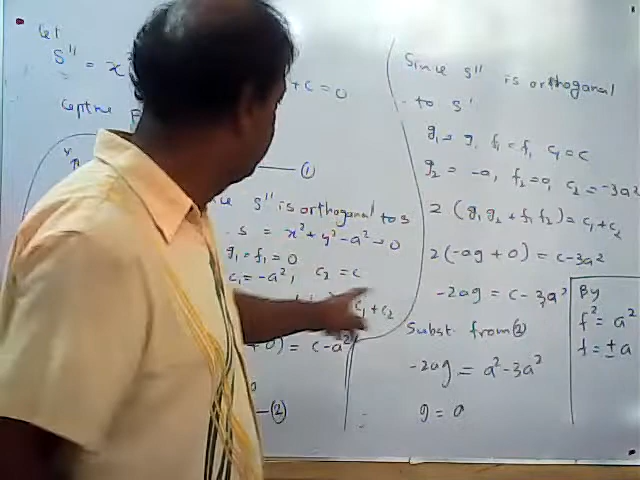 Let
S'' = x²
+ c = 0
Centre
①
S'' is orthogonal to s
S = x² + y² - a² = 0
g₁ = f₁ = 0
c₁ = -a², c₂ = c
c₁ + c₂
+ 0) = c - a²
— ②
Since s'' is orthogonal
to s'
g₁ = g, f₁ = f, c₁ = c
g₂ = -a, f₂ = 0, c₂ = -3a²
2 (g₁g₂ + f₁f₂) = c₁ + c₂
2 (-ag + 0) = c - 3a²
-2ag = c - 3a²
Subst. from ②
-2ag = a² - 3a²
g = a
By
f² = a²
f = ± a